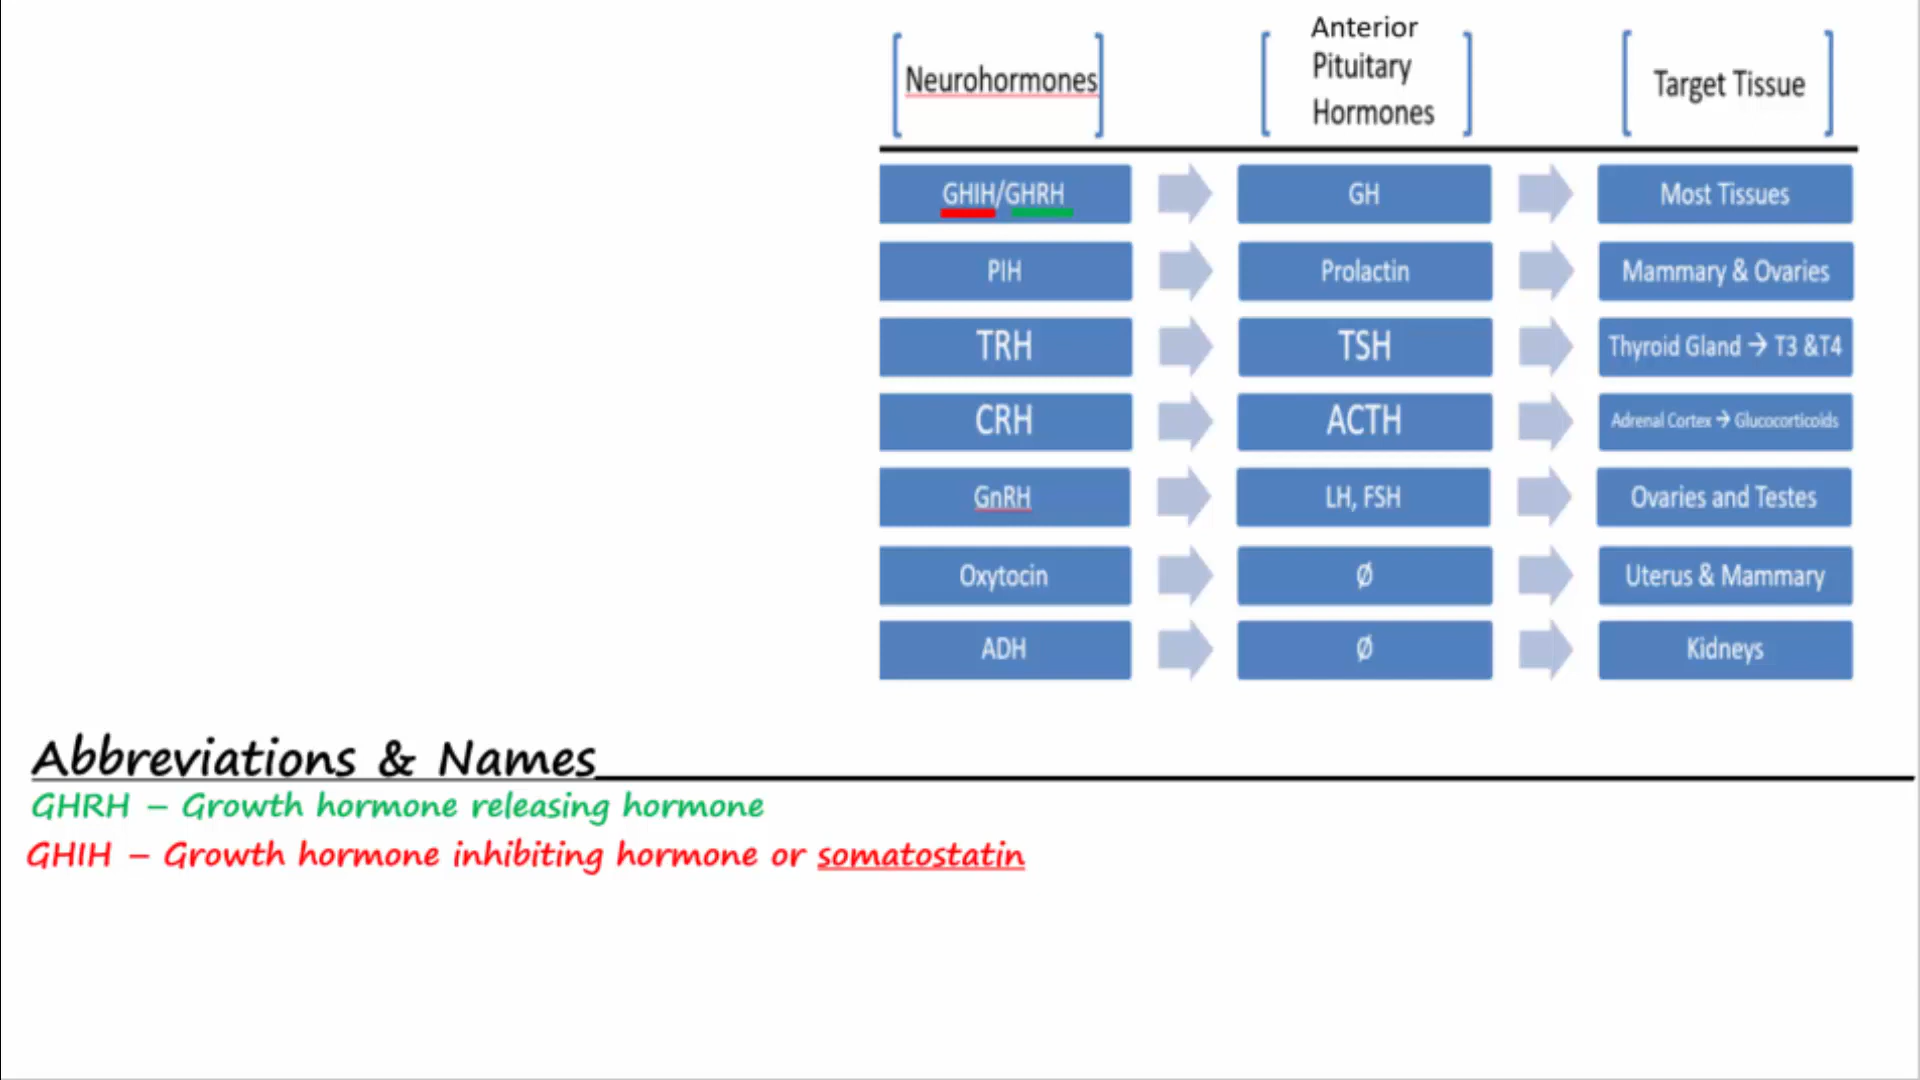 Neurohormones
Anterior
Pituitary
Hormones
Target Tissue
GHIH/GHRH
GH
Most Tissues
PIH
Prolactin
Mammary & Ovaries
TRH
TSH
Thyroid Gland → T3 &T4
CRH
ACTH
Adrenal Cortex → Glucocorticoids
GnRH
LH, FSH
Ovaries and Testes
Oxytocin
Ø
Uterus & Mammary
ADH
Ø
Kidneys
Abbreviations & Names
GHRH – Growth hormone releasing hormone
GHIH – Growth hormone inhibiting hormone or somatostatin